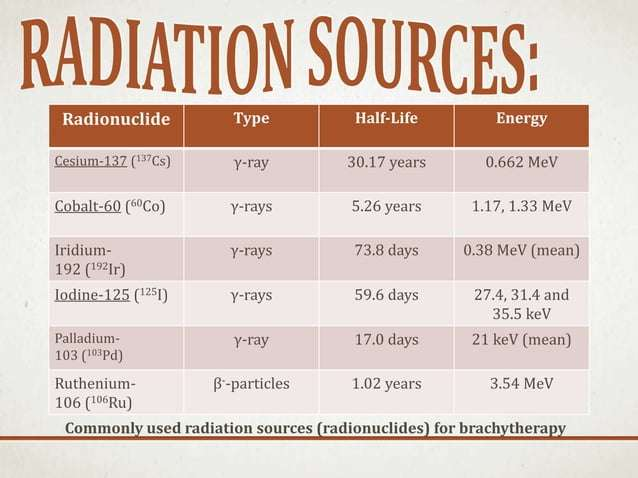 RADIATION SOURCES:
Radionuclide Type Half-Life Energy
Cesium-137 (¹³⁷Cs) γ-ray 30.17 years 0.662 MeV
Cobalt-60 (⁶⁰Co) γ-rays 5.26 years 1.17, 1.33 MeV
Iridium-
192 (¹⁹²Ir) γ-rays 73.8 days 0.38 MeV (mean)
Iodine-125 (¹²⁵I) γ-rays 59.6 days 27.4, 31.4 and
35.5 keV
Palladium-
103 (¹⁰³Pd) γ-ray 17.0 days 21 keV (mean)
Ruthenium-
106 (¹⁰⁶Ru) β⁻-particles 1.02 years 3.54 MeV
Commonly used radiation sources (radionuclides) for brachytherapy